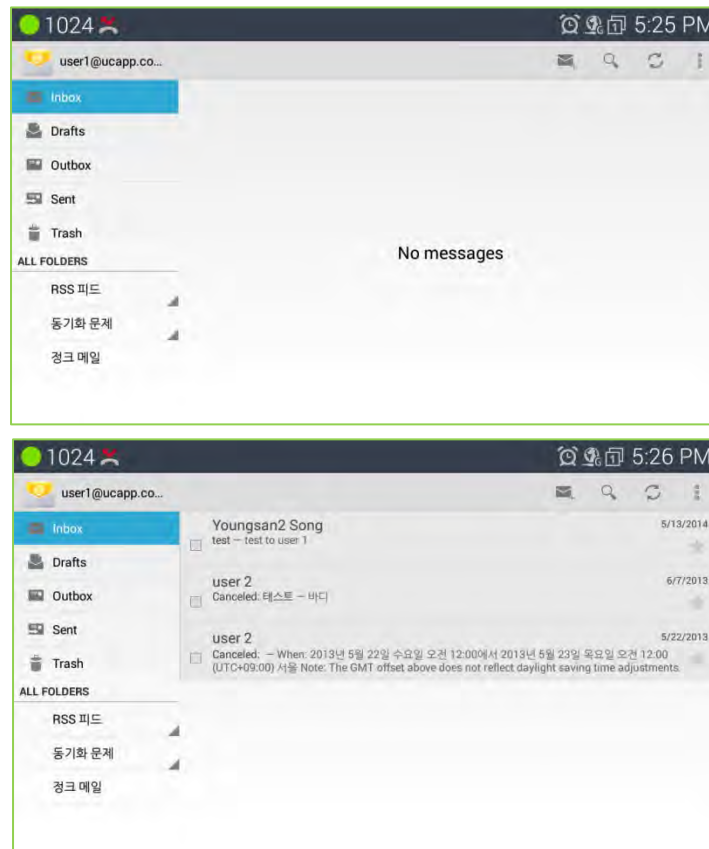 1024 5:25 PM
user1@ucapp.co...
Inbox
Drafts
Outbox
Sent
Trash
No messages
ALL FOLDERS
RSS 피드
동기화 문제
정크 메일
1024 5:26 PM
user1@ucapp.co...
Inbox
Youngsan2 Song 5/13/2014
test – test to user 1
Drafts
user 2 6/7/2013
Outbox
Canceled: 테스트 – 바디
Sent
user 2 5/22/2013
Canceled: – When: 2013년 5월 22일 수요일 오전 12:00에서 2013년 5월 23일 목요일 오전 12:00
Trash
(UTC+09:00) 서울 Note: The GMT offset above does not reflect daylight saving time adjustments.
ALL FOLDERS
RSS 피드
동기화 문제
정크 메일